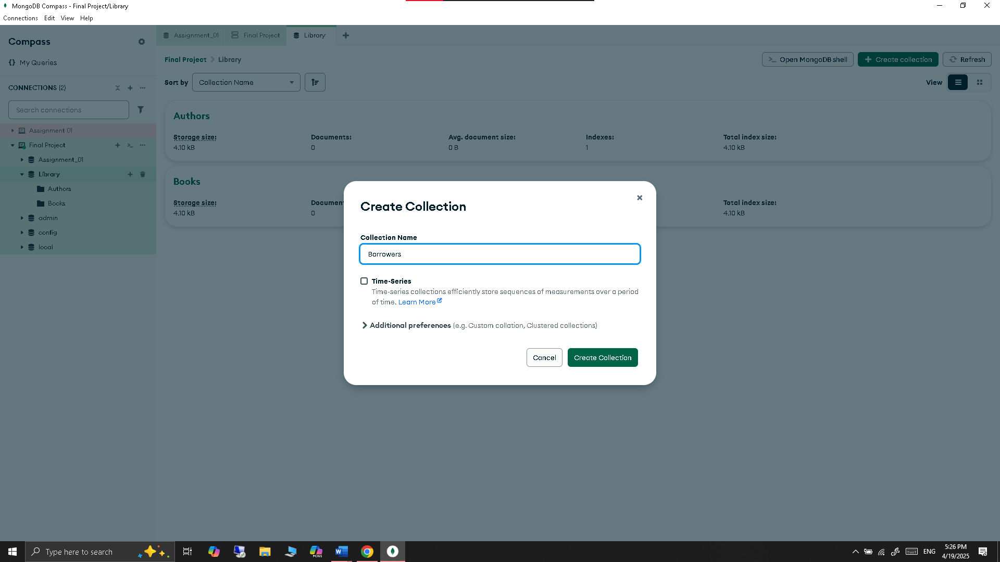 MongoDB Compass - Final Project/Library
Connections Edit View Help
Compass
My Queries
CONNECTIONS (2)
Search connections
Assignment 01
Final Project
Assignment_01
Library
Authors
Books
admin
config
local
Assignment_01 Final Project Library
Final Project Library
Open MongoDB shell Create collection Refresh
Sort by Collection Name View
Authors
Storage size: Documents: Avg. document size: Indexes: Total index size:
4.10 kB 0 0 B 1 4.10 kB
Books
Storage size: Document Total index size:
4.10 kB 0 4.10 kB
Create Collection
Collection Name
Borrowers
Time-Series
Time-series collections efficiently store sequences of measurements over a period
of time. Learn More
Additional preferences (e.g. Custom collation, Clustered collections)
Cancel Create Collection
Type here to search
M365
W
ENG
5:26 PM
4/19/2025